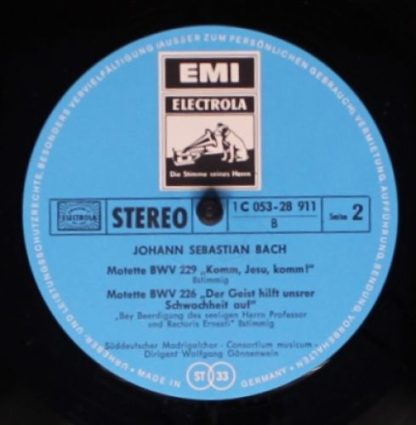 URHEBER- UND LEISTUNGSSCHUTZRECHTE, BESONDERS VERVIELFÄLTIGUNG (AUSSER ZUM PERSÖNLICHEN GEBRAUCH), VERMIETUNG, AUFFÜHRUNG, SENDUNG, VORBEHALTEN
EMI
ELECTROLA
Die Stimme seines Herrn
ELECTROLA
STEREO
1 C 053-28 911
B
Seite 2
JOHANN SEBASTIAN BACH
Motette BWV 229 „Komm, Jesu, komm!"
8stimmig
Motette BWV 226 „Der Geist hilft unsrer
Schwachheit auf"
„Bey Beerdigung des seeligen Herrn Professor
und Rectoris Ernesti" 8stimmig
Süddeutscher Madrigalchor · Consortium musicum ·
Dirigent Wolfgang Gönnenwein
MADE IN
ST 33
GERMANY